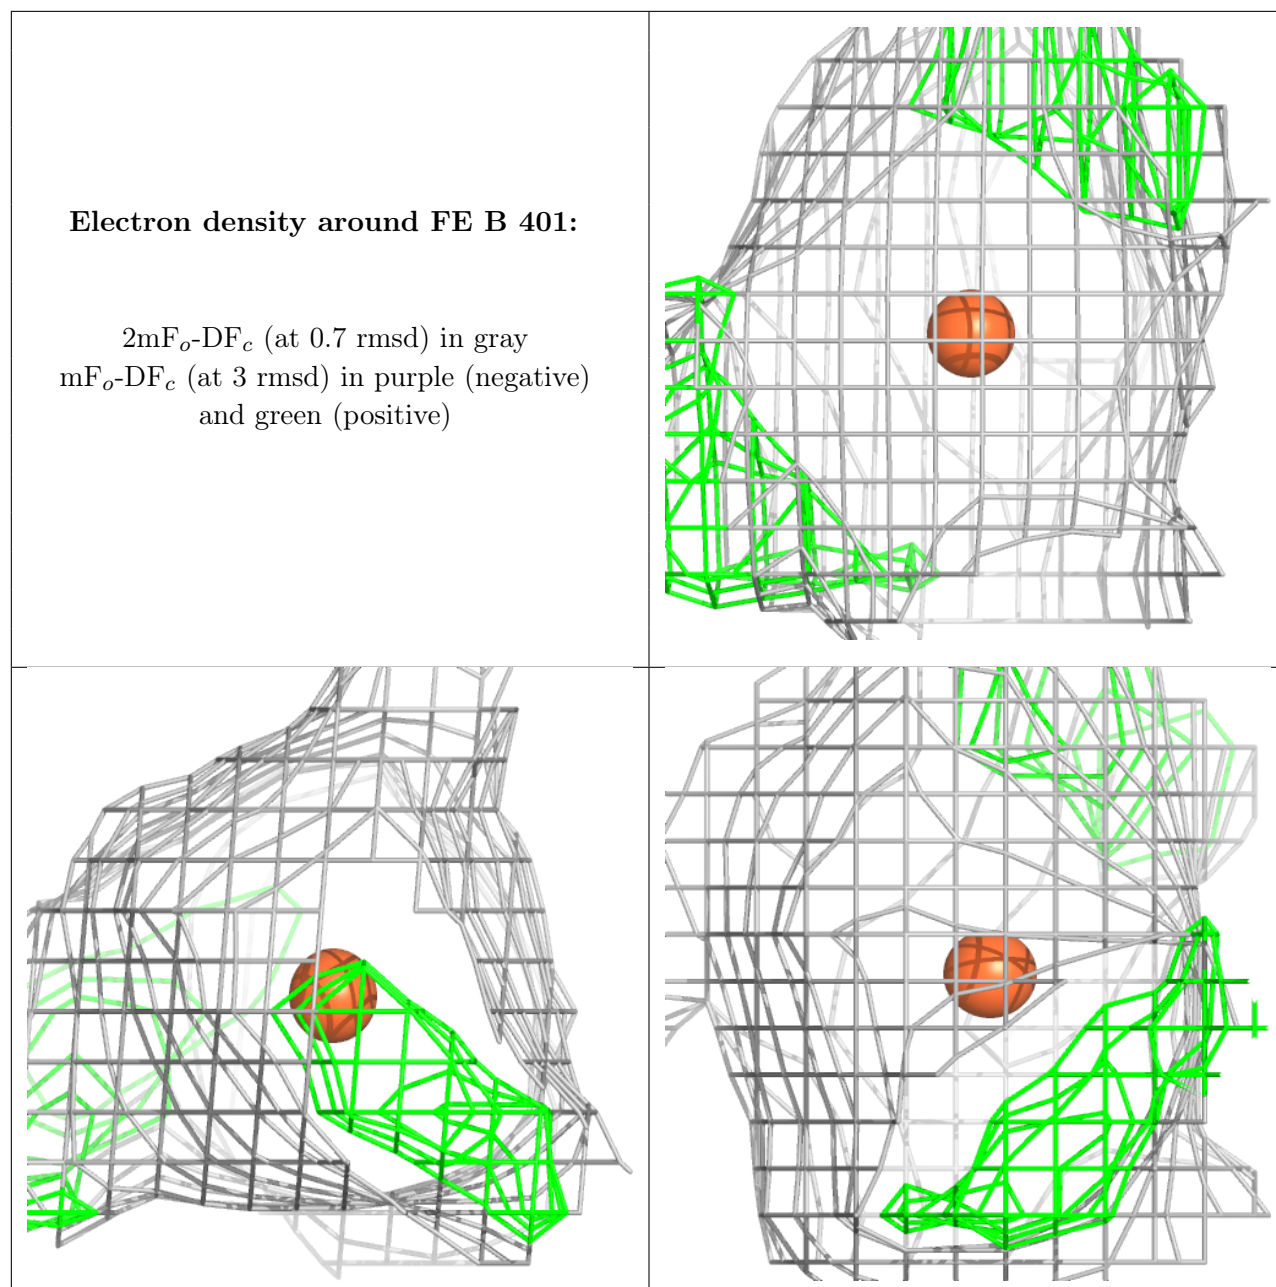 Electron density around FE B 401:
2mFo-DFc (at 0.7 rmsd) in gray
mFo-DFc (at 3 rmsd) in purple (negative)
and green (positive)